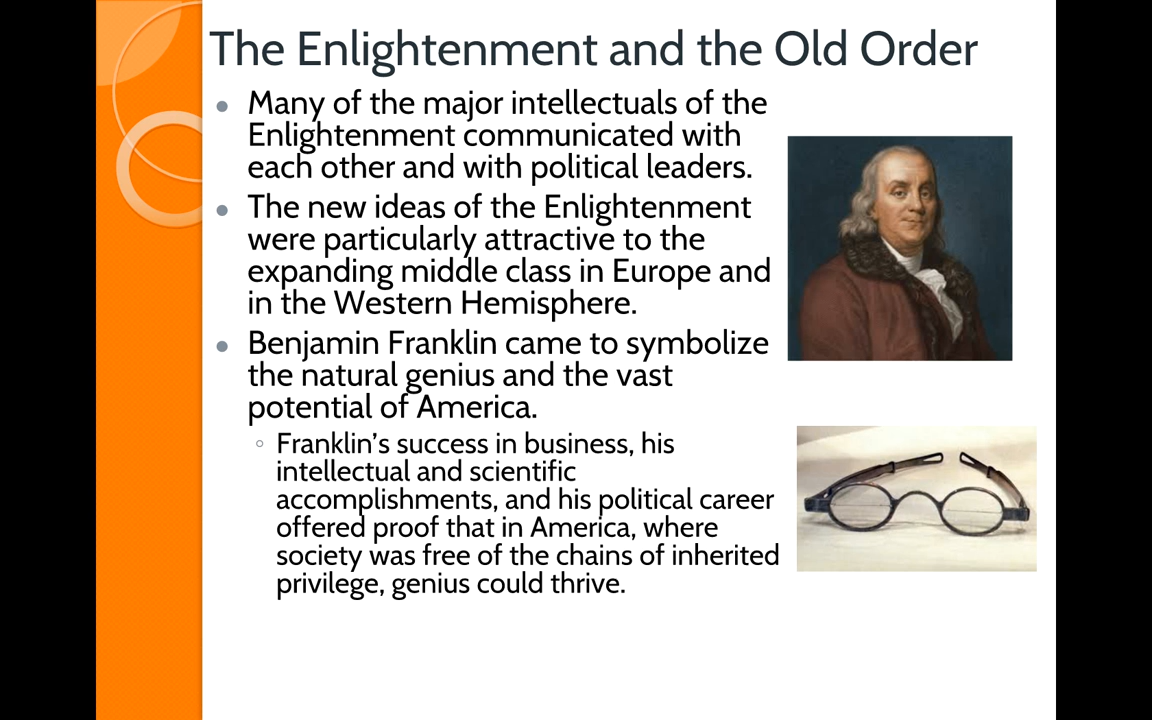 The Enlightenment and the Old Order
Many of the major intellectuals of the
Enlightenment communicated with
each other and with political leaders.
The new ideas of the Enlightenment
were particularly attractive to the
expanding middle class in Europe and
in the Western Hemisphere.
Benjamin Franklin came to symbolize
the natural genius and the vast
potential of America.
Franklin’s success in business, his
intellectual and scientific
accomplishments, and his political career
offered proof that in America, where
society was free of the chains of inherited
privilege, genius could thrive.